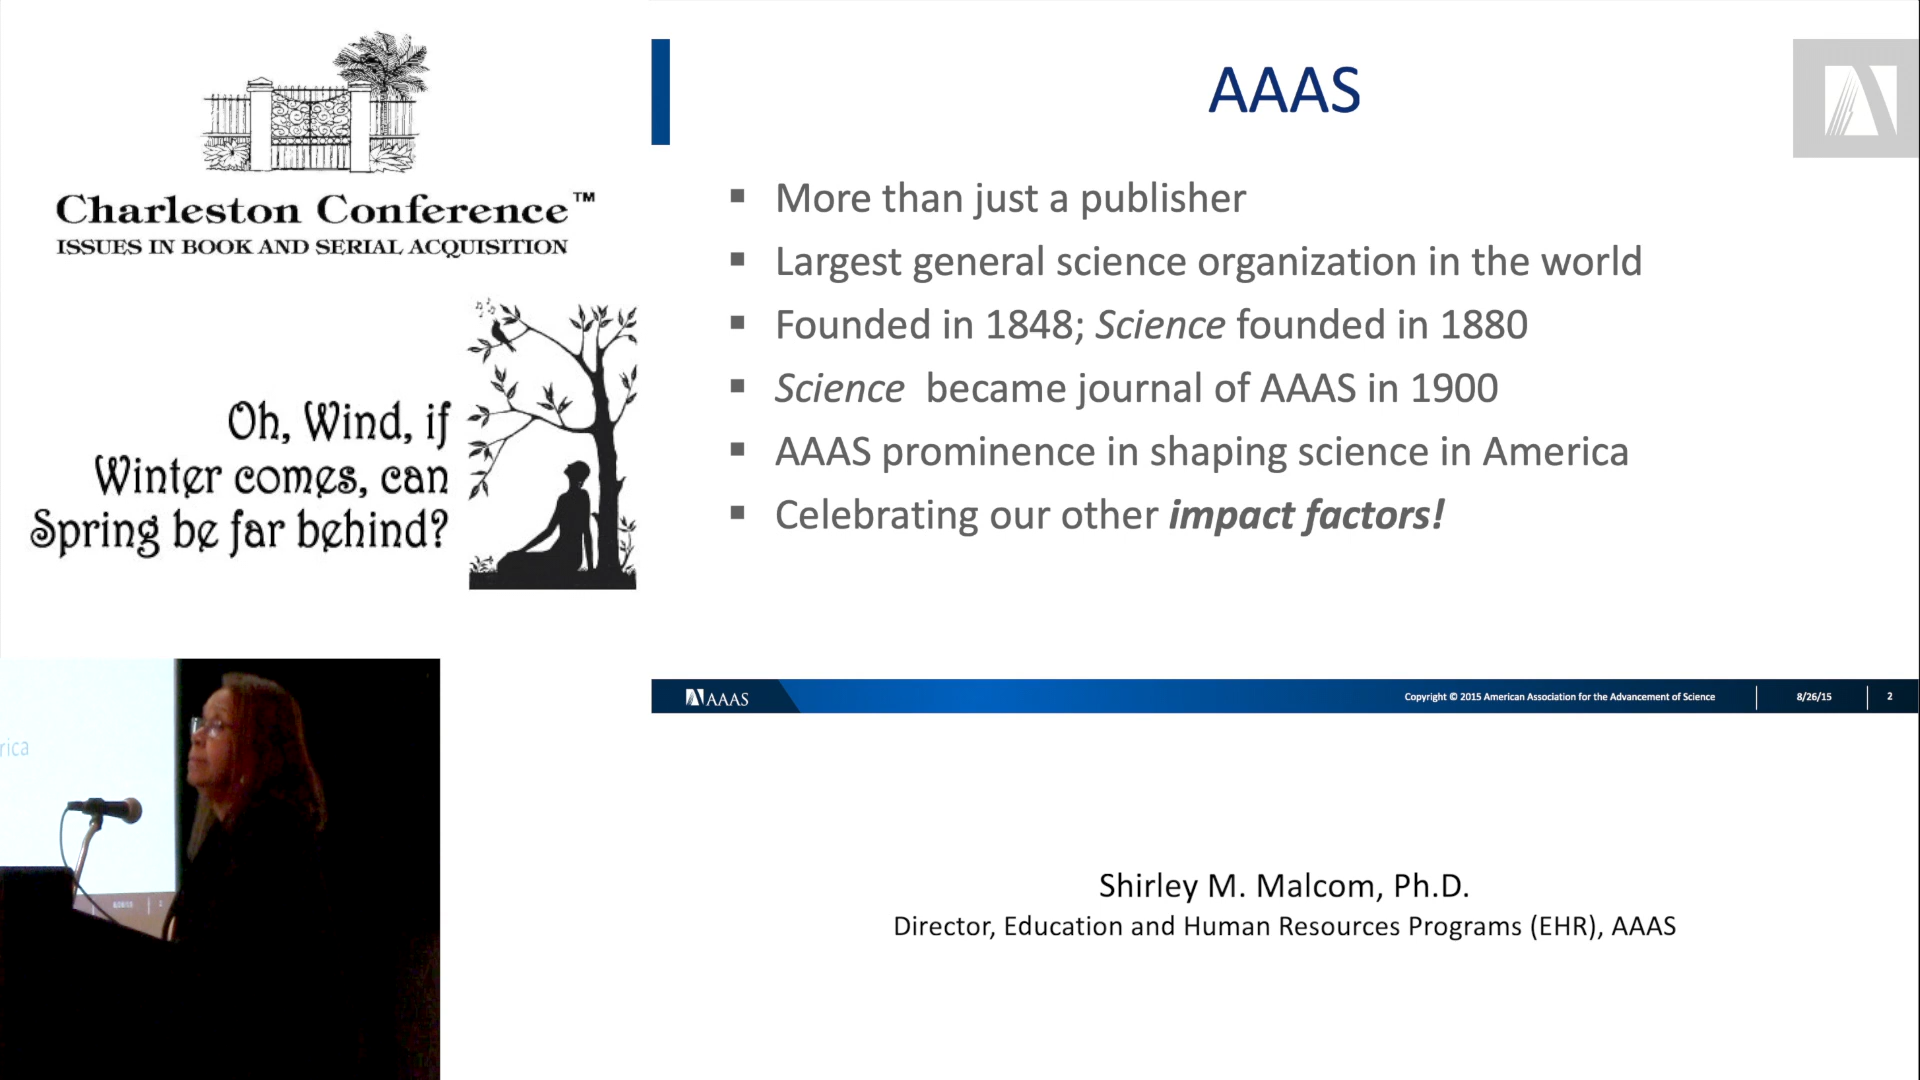 Charleston Conference™
ISSUES IN BOOK AND SERIAL ACQUISITION
Oh, Wind, if
Winter comes, can
Spring be far behind?
AAAS
▪ More than just a publisher
▪ Largest general science organization in the world
▪ Founded in 1848; Science founded in 1880
▪ Science became journal of AAAS in 1900
▪ AAAS prominence in shaping science in America
▪ Celebrating our other impact factors!
AAAS
Copyright © 2015 American Association for the Advancement of Science | 8/26/15 | 2
rica
Shirley M. Malcom, Ph.D.
Director, Education and Human Resources Programs (EHR), AAAS